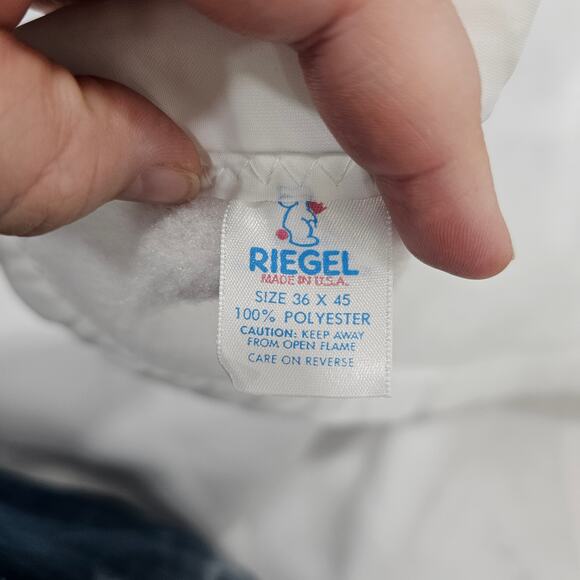 RIEGEL
MADE IN U.S.A.
SIZE 36 X 45
100% POLYESTER
CAUTION: KEEP AWAY
FROM OPEN FLAME
CARE ON REVERSE